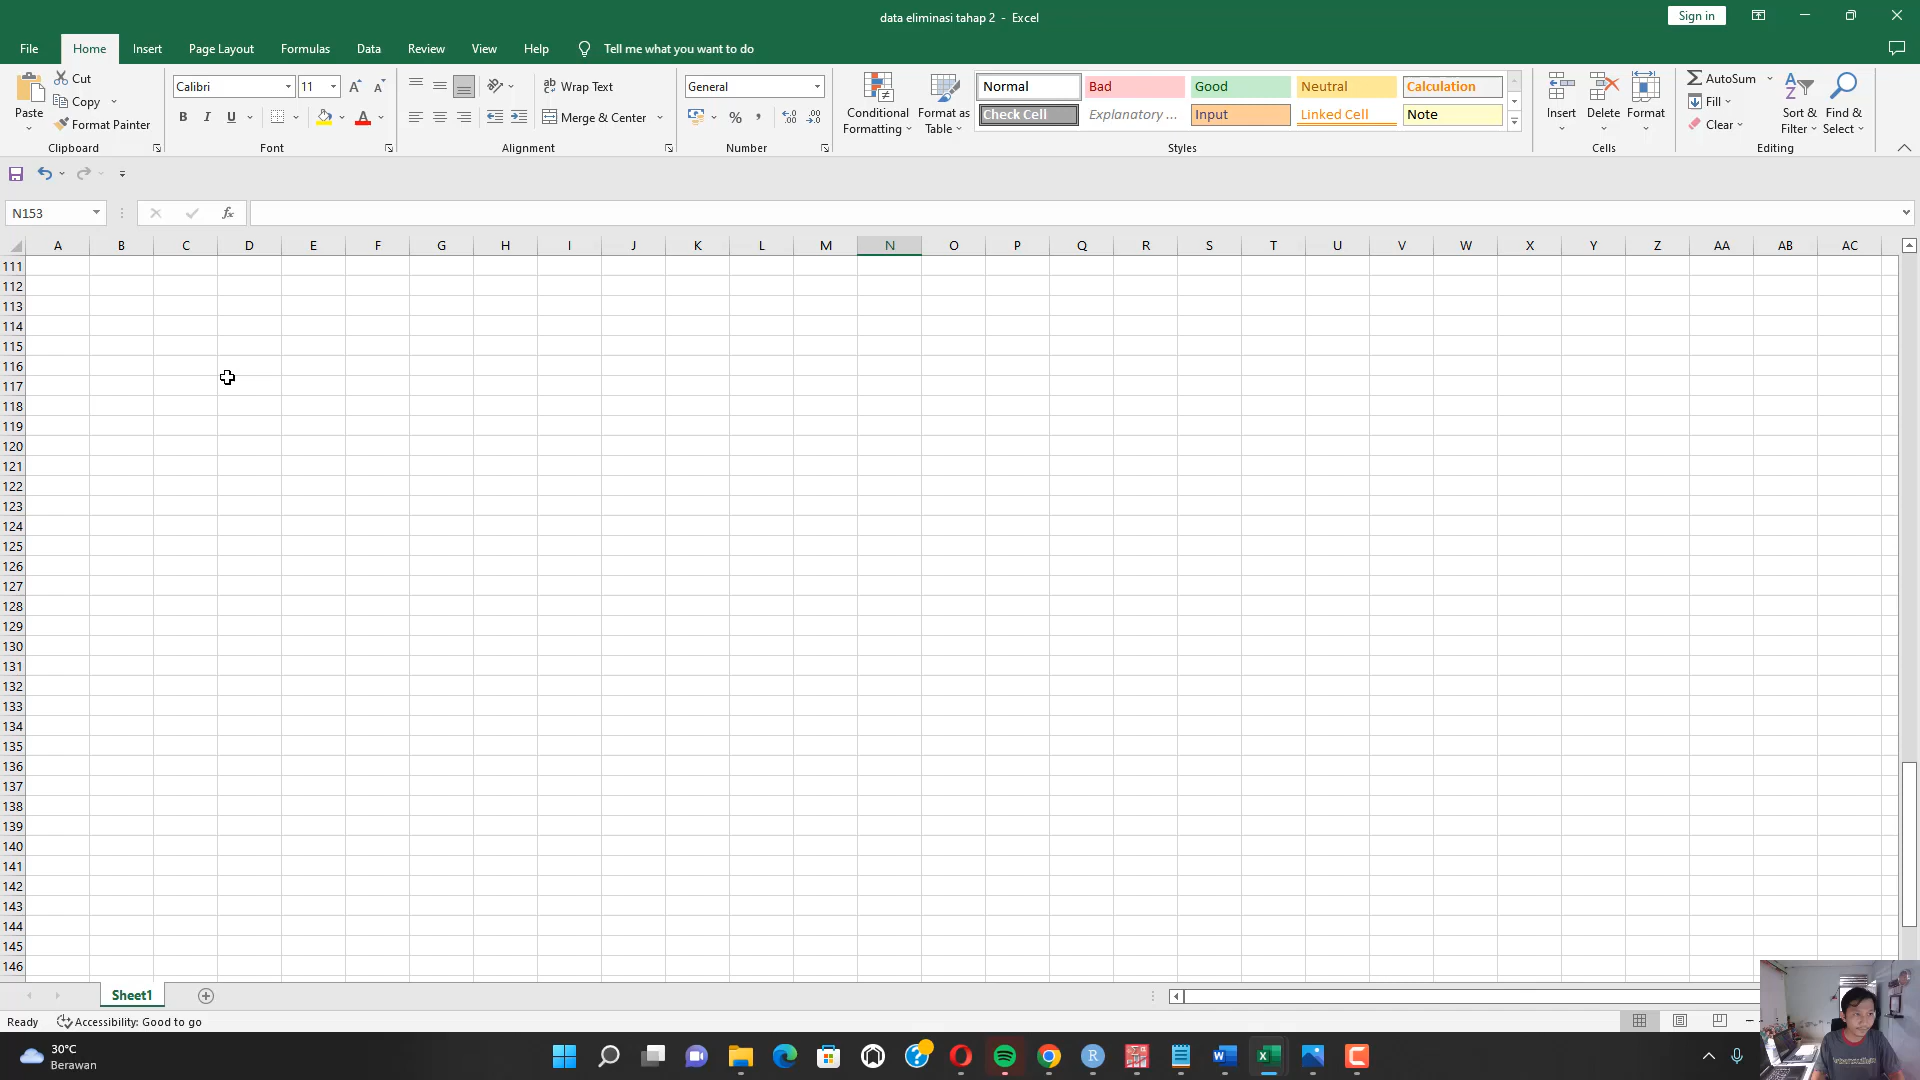 data eliminasi tahap 2 - Excel
Sign in
File Home Insert Page Layout Formulas Data Review View Help Tell me what you want to do
Paste
Cut
Copy
Format Painter
Clipboard
Calibri 11
B I U
Font
Wrap Text
Merge & Center
Alignment
General
Number
Conditional Formatting
Format as Table
Normal Bad Good Neutral Calculation
Check Cell Explanatory ... Input Linked Cell Note
Styles
Insert Delete Format
Cells
AutoSum
Fill
Clear
Sort & Filter
Find & Select
Editing
N153
fx
A B C D E F G H I J K L M N O P Q R S T U V W X Y Z AA AB AC
111
112
113
114
115
116
117
118
119
120
121
122
123
124
125
126
127
128
129
130
131
132
133
134
135
136
137
138
139
140
141
142
143
144
145
146
Sheet1
Ready Accessibility: Good to go
30°C
Berawan